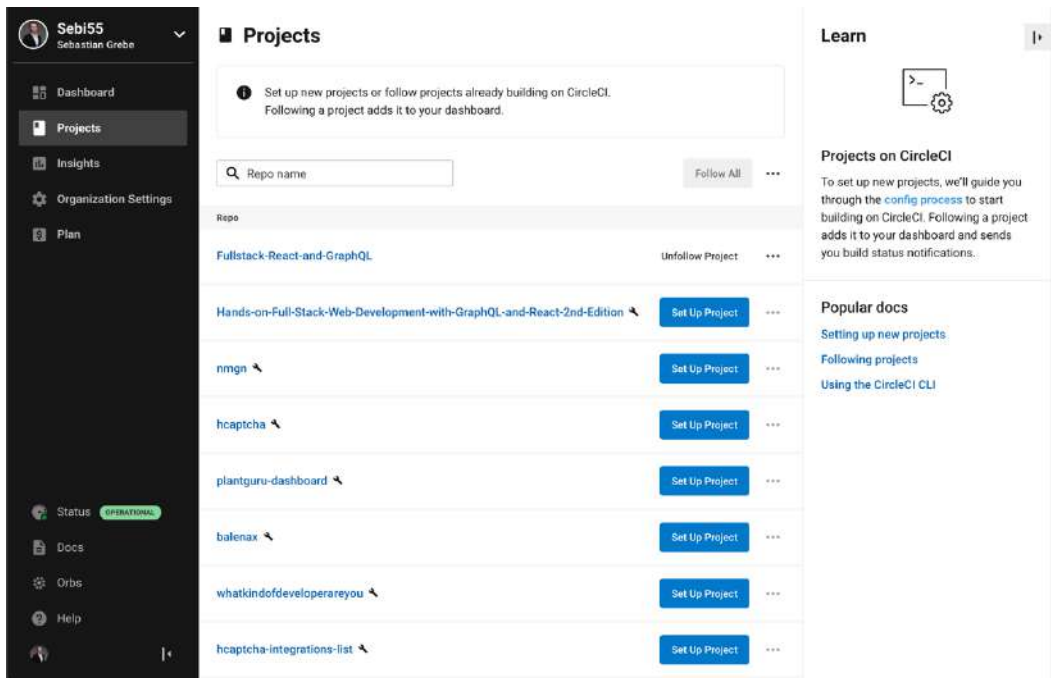 Sebi55
Sebastian Grebe
Dashboard
Projects
Insights
Organization Settings
Plan
Status OPERATIONAL
Docs
Orbs
Help
Projects
Set up new projects or follow projects already building on CircleCI.
Following a project adds it to your dashboard.
Repo name
Follow All
Repo
Fullstack-React-and-GraphQL Unfollow Project
Hands-on-Full-Stack-Web-Development-with-GraphQL-and-React-2nd-Edition Set Up Project
nmgn Set Up Project
hcaptcha Set Up Project
plantguru-dashboard Set Up Project
balenax Set Up Project
whatkindofdeveloperareyou Set Up Project
hcaptcha-integrations-list Set Up Project
Learn
>_
Projects on CircleCI
To set up new projects, we'll guide you
through the config process to start
building on CircleCI. Following a project
adds it to your dashboard and sends
you build status notifications.
Popular docs
Setting up new projects
Following projects
Using the CircleCI CLI